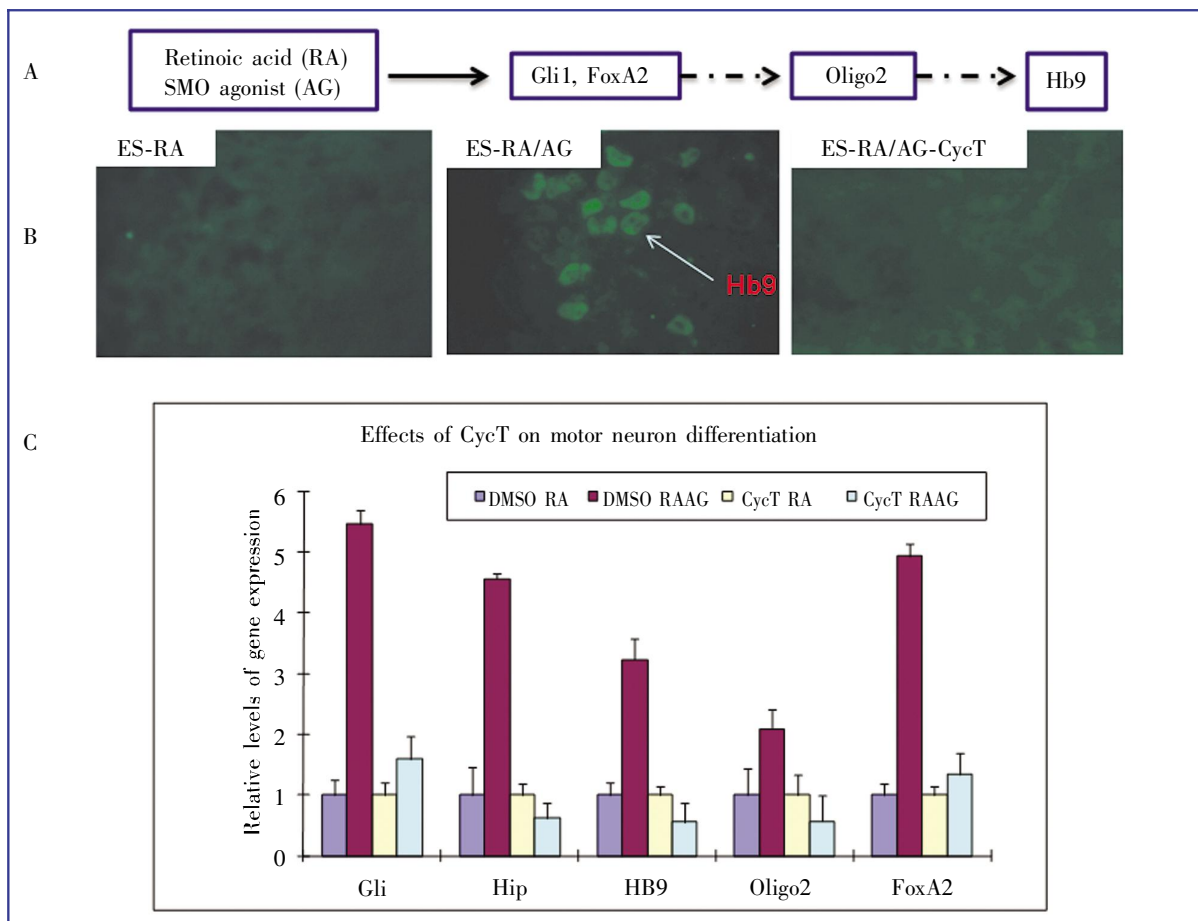 A
Retinoic acid (RA)
SMO agonist (AG)
Gli1, FoxA2
Oligo2
Hb9
B
ES-RA
ES-RA/AG
ES-RA/AG-CycT
Hb9
C
Effects of CycT on motor neuron differentiation
DMSO RA DMSO RAAG CycT RA CycT RAAG
Relative levels of gene expression
6
5
4
3
2
1
0
Gli Hip HB9 Oligo2 FoxA2